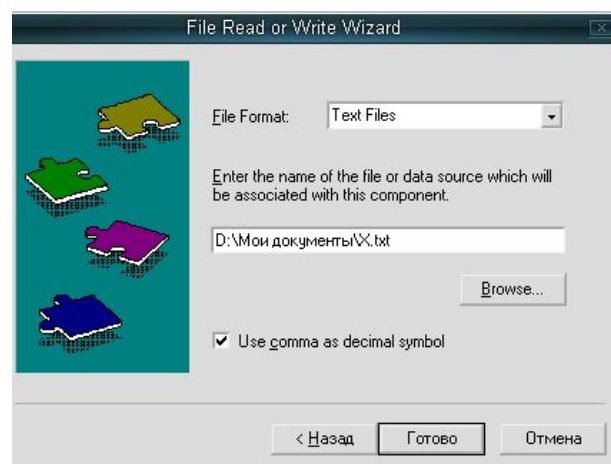 File Read or Write Wizard
File Format:
Text Files
Enter the name of the file or data source which will
be associated with this component.
D:\Мои документы\X.txt
Browse...
Use comma as decimal symbol
< Назад
Готово
Отмена